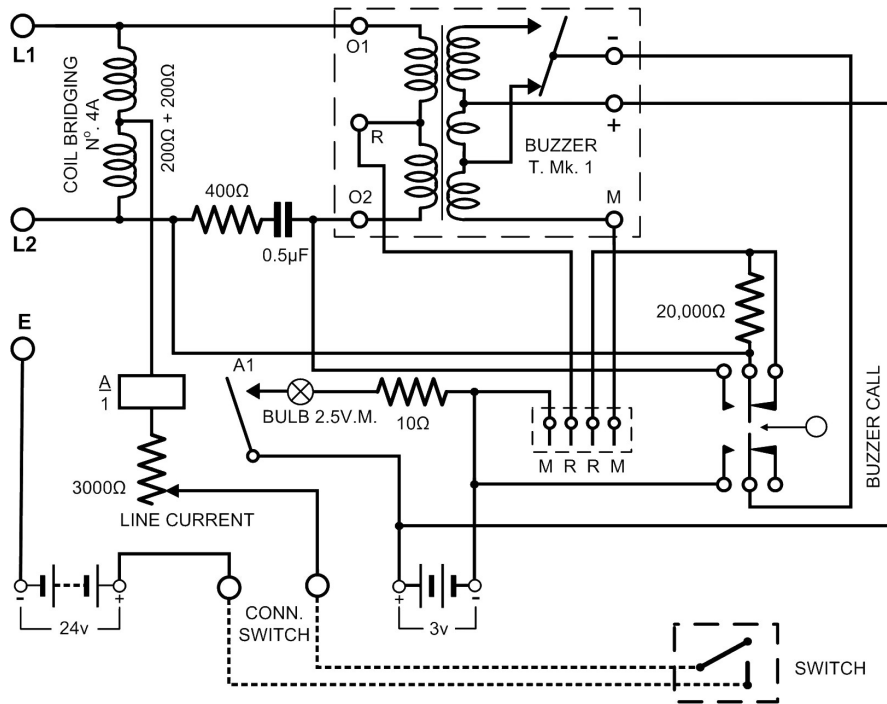 L1
O1
-
+
COIL BRIDGING
Nº. 4A
200Ω + 200Ω
R
BUZZER
T. Mk. 1
400Ω
O2
M
L2
0.5µF
20,000Ω
E
A1
A
1
BULB 2.5V.M.
10Ω
BUZZER CALL
M R R M
3000Ω
LINE CURRENT
- +
24v
CONN.
SWITCH
+ -
3v
SWITCH